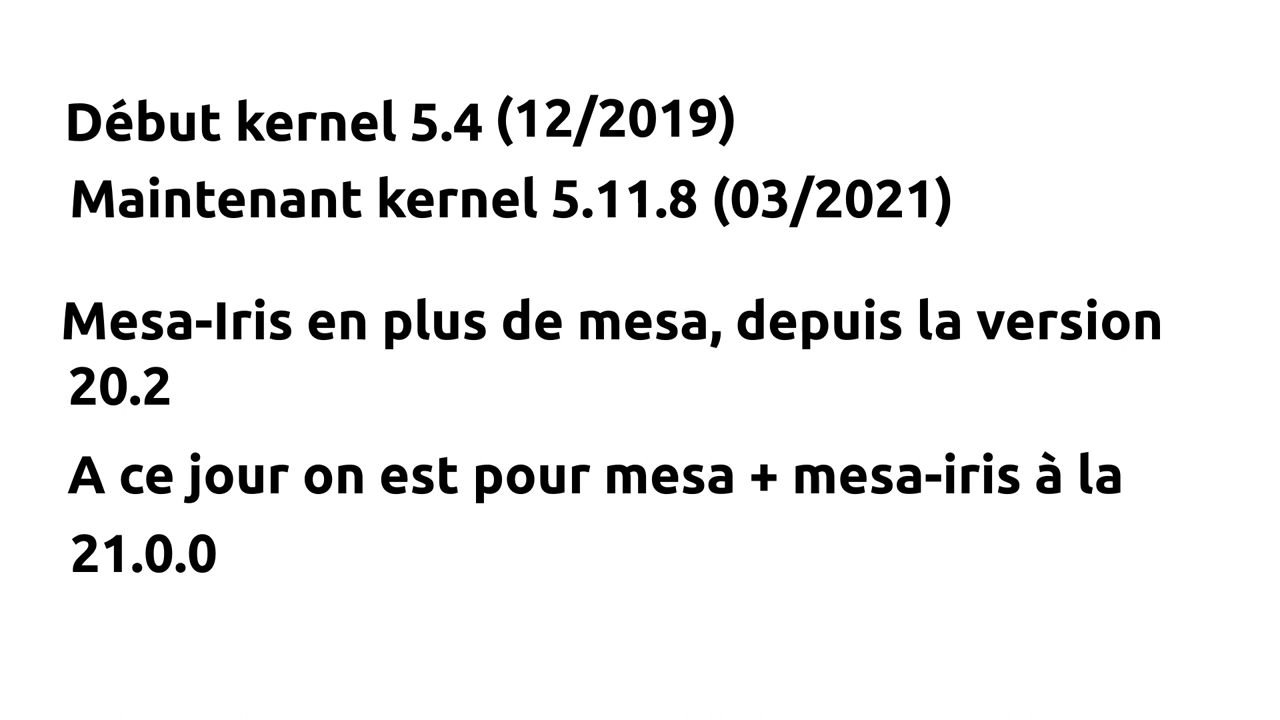 Début kernel 5.4 (12/2019)
Maintenant kernel 5.11.8 (03/2021)
Mesa-Iris en plus de mesa, depuis la version
20.2
A ce jour on est pour mesa + mesa-iris à la
21.0.0